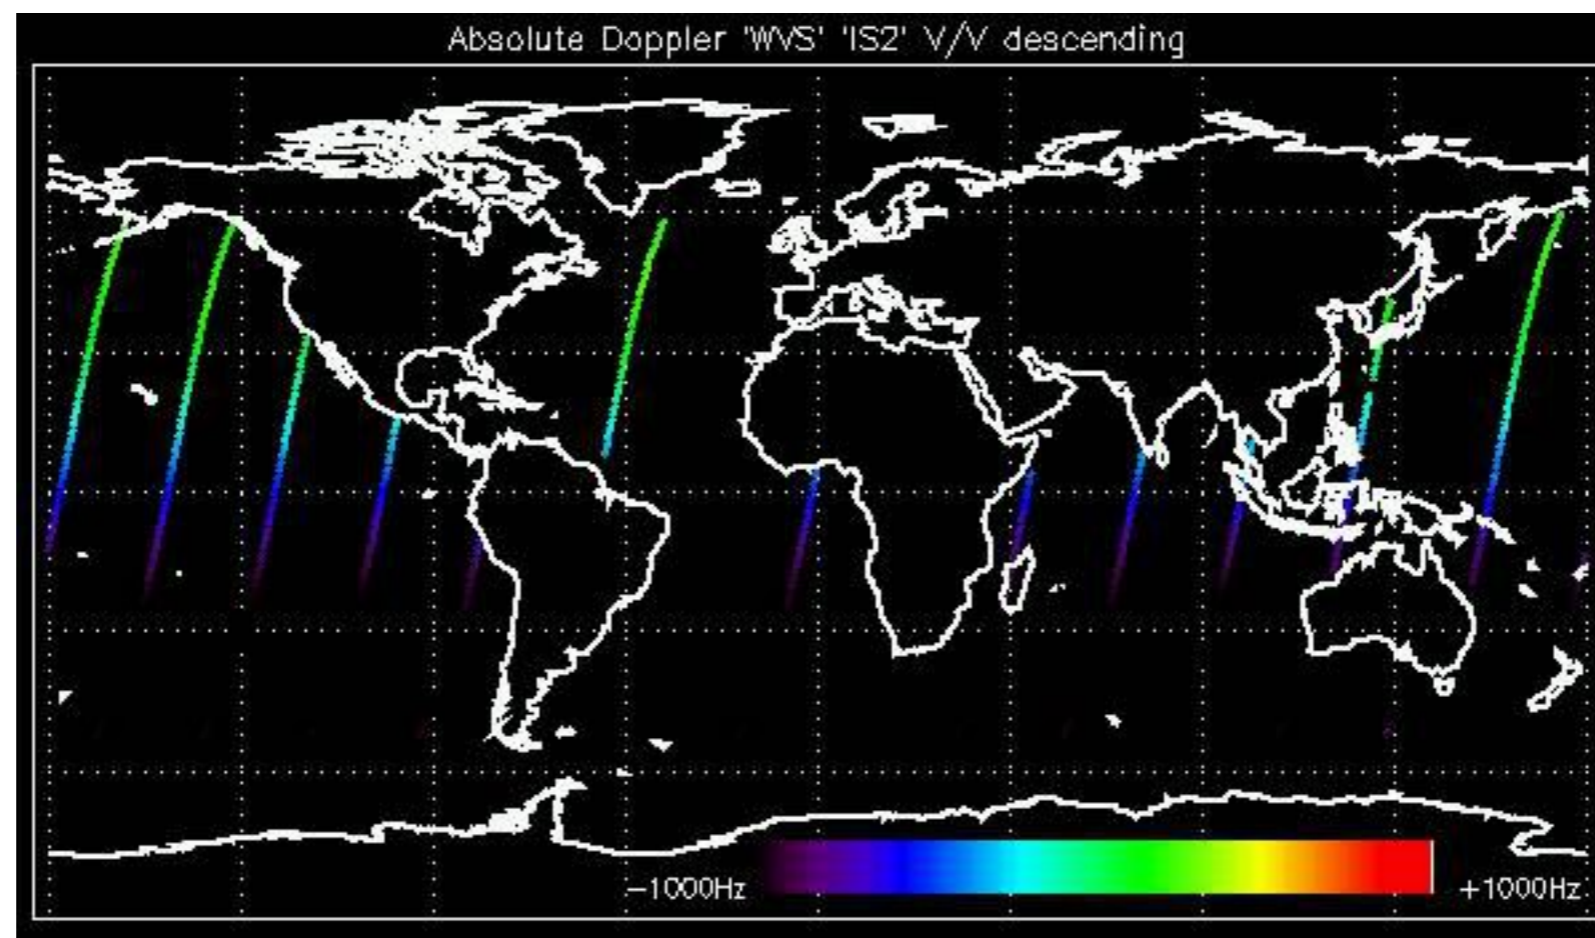 Absolute Doppler 'WVS' 'IS2' V/V descending
-1000Hz +1000Hz